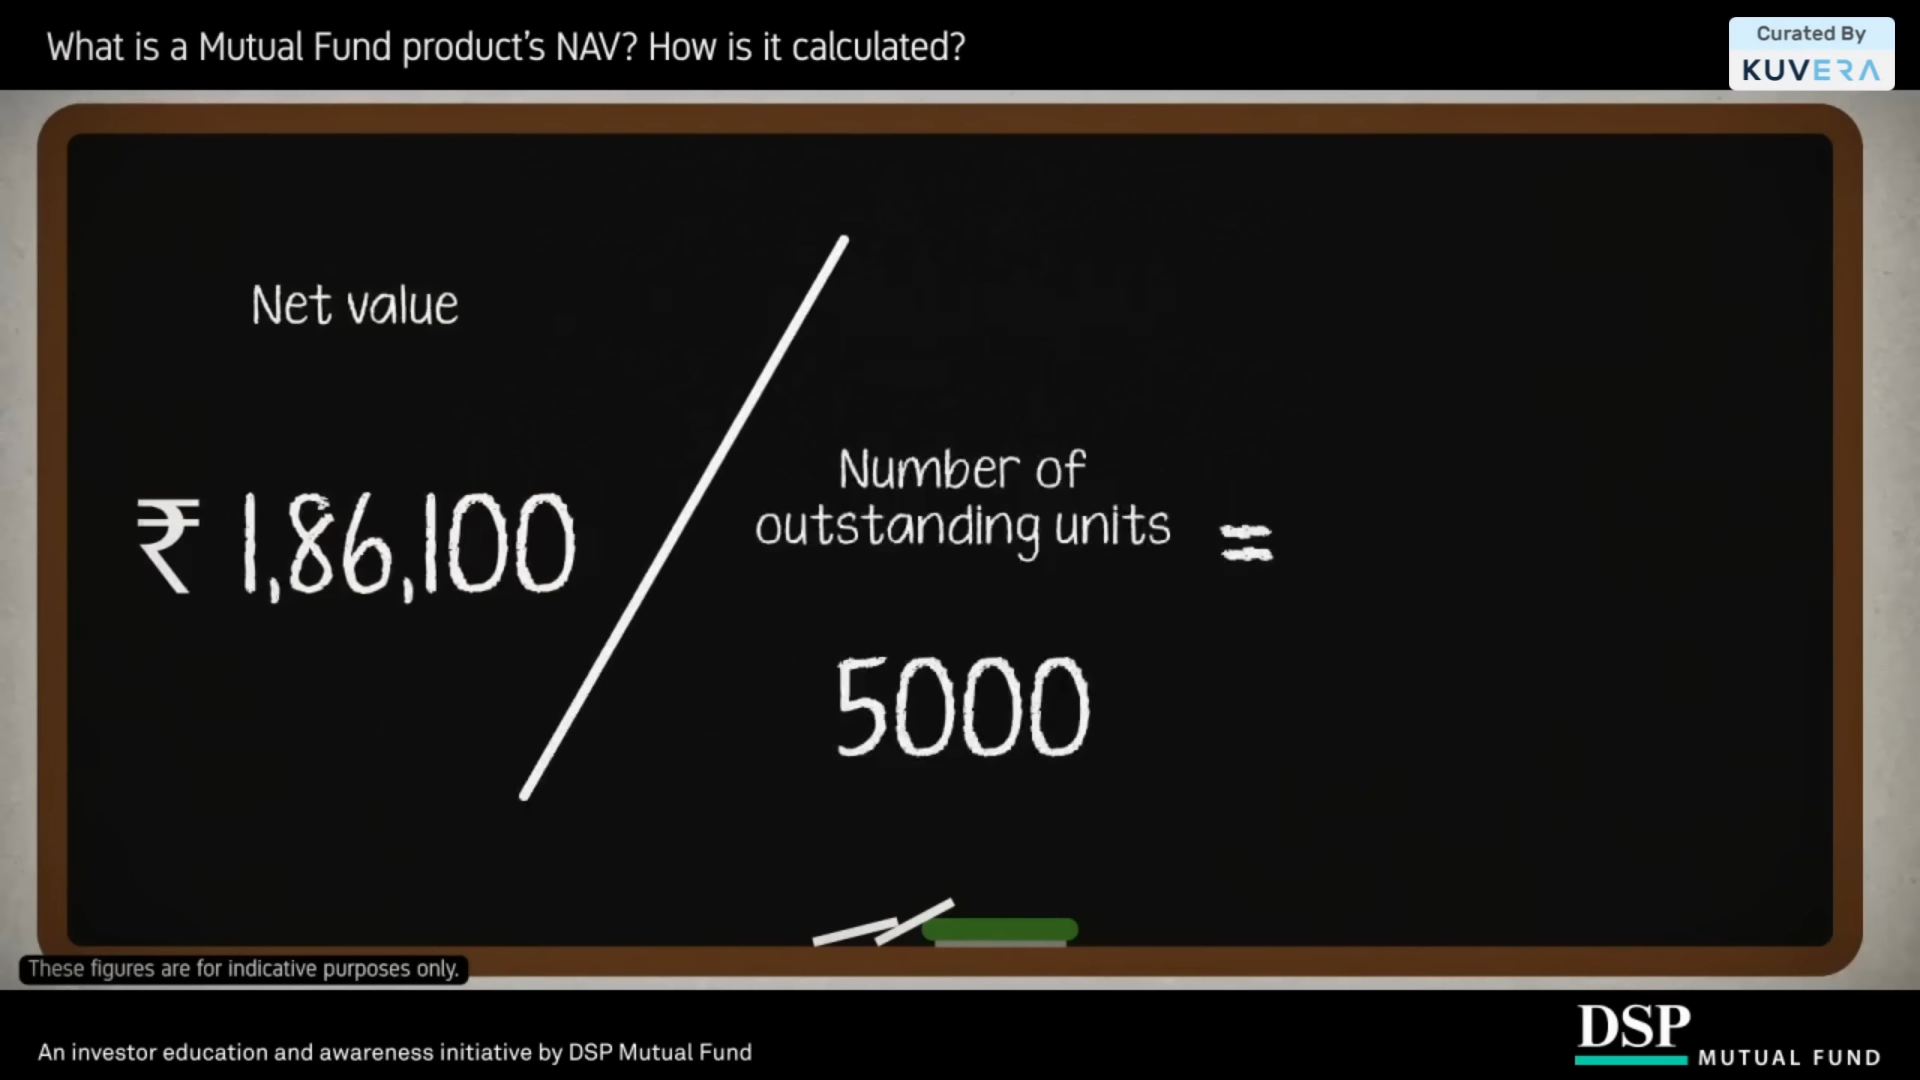 What is a Mutual Fund product's NAV? How is it calculated?
Curated By
KUVERA
Net value
₹ 1,86,100
Number of
outstanding units
=
5000
These figures are for indicative purposes only.
An investor education and awareness initiative by DSP Mutual Fund
DSP
MUTUAL FUND